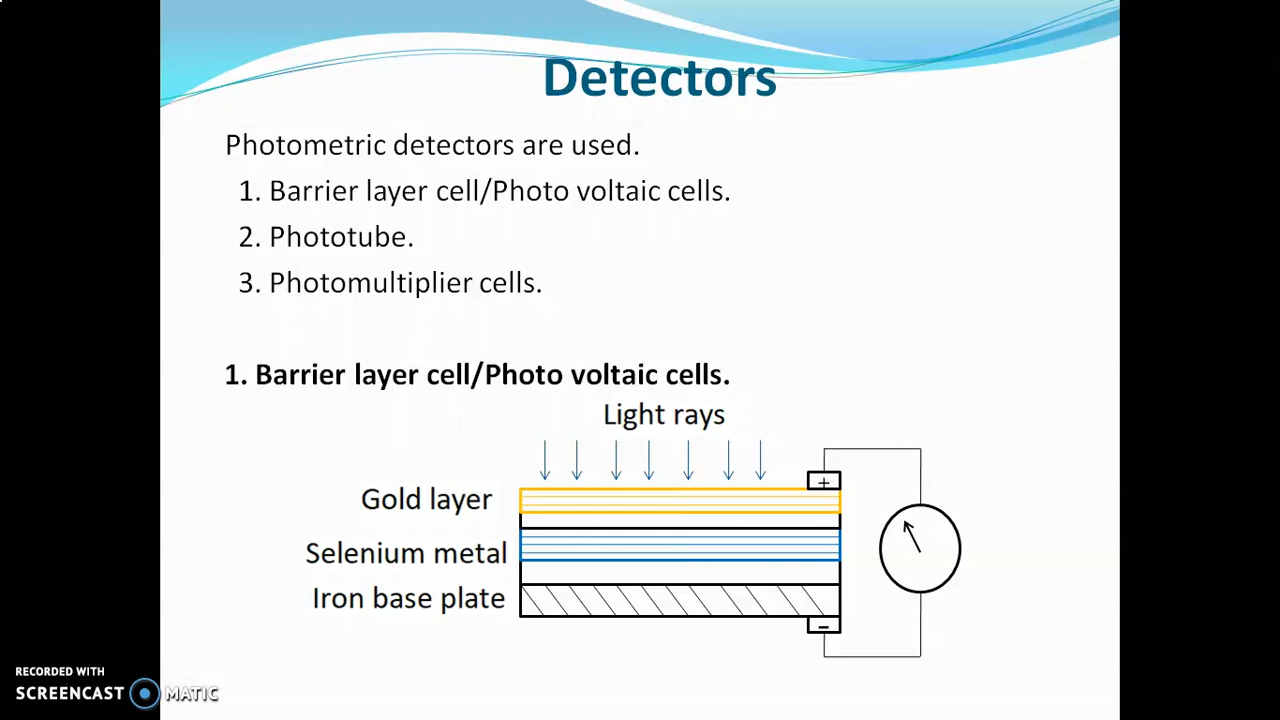 Detectors
Photometric detectors are used.
1. Barrier layer cell/Photo voltaic cells.
2. Phototube.
3. Photomultiplier cells.
1. Barrier layer cell/Photo voltaic cells.
Light rays
+
Gold layer
Selenium metal
Iron base plate
–
RECORDED WITH
SCREENCAST MATIC